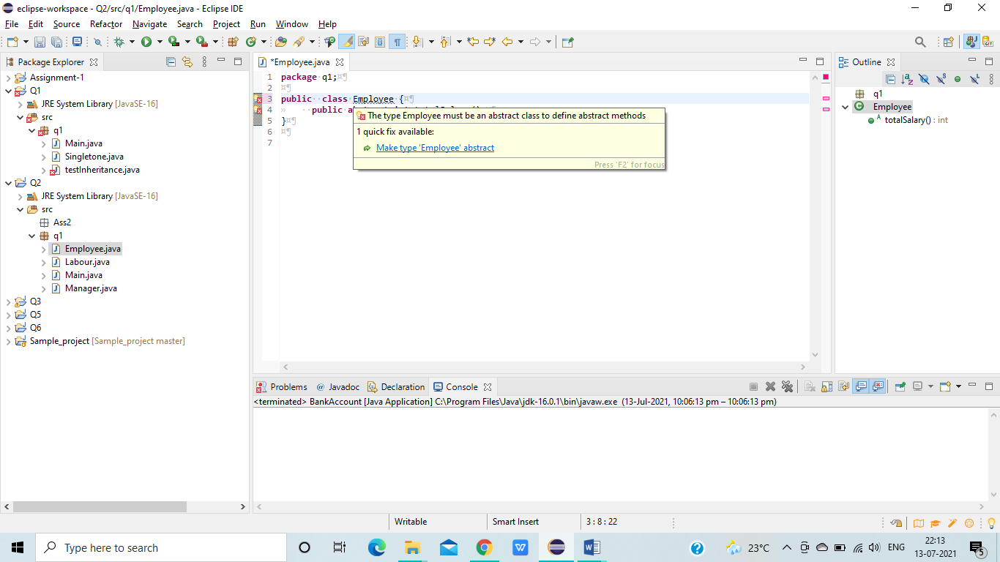 eclipse-workspace - Q2/src/q1/Employee.java - Eclipse IDE
File Edit Source Refactor Navigate Search Project Run Window Help
Package Explorer
Assignment-1
Q1
JRE System Library [JavaSE-16]
src
q1
Main.java
Singletone.java
testInheritance.java
Q2
JRE System Library [JavaSE-16]
src
Ass2
q1
Employee.java
Labour.java
Main.java
Manager.java
Q3
Q5
Q6
Sample_project [Sample_project master]
*Employee.java
1 package q1;
2
3 public class Employee {
4 public
5 }
6
7
The type Employee must be an abstract class to define abstract methods
1 quick fix available:
Make type 'Employee' abstract
Press 'F2' for focus
Outline
q1
Employee
totalSalary() : int
Problems @ Javadoc Declaration Console
<terminated> BankAccount [Java Application] C:\Program Files\Java\jdk-16.0.1\bin\javaw.exe (13-Jul-2021, 10:06:13 pm – 10:06:13 pm)
Writable Smart Insert 3 : 8 : 22
Type here to search
23°C ENG 22:13
13-07-2021
5